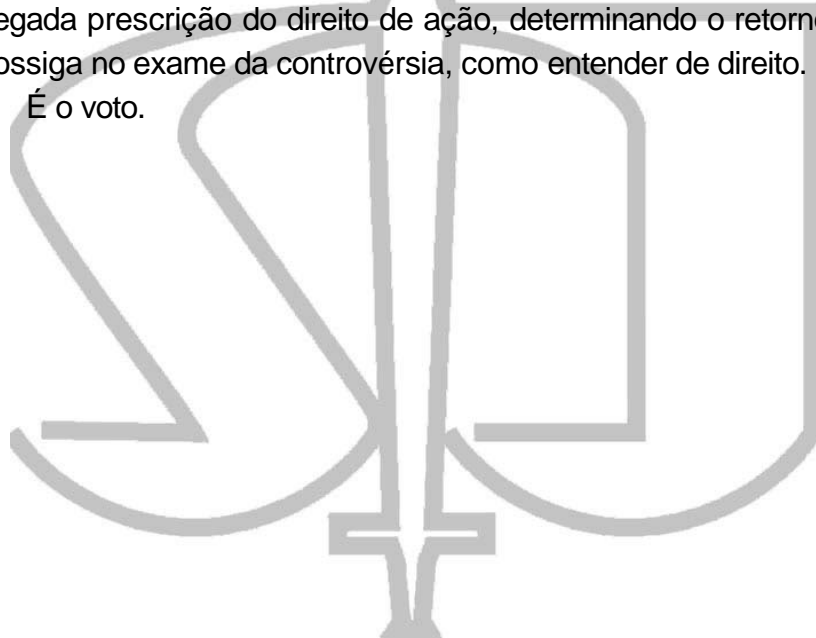 egada prescrição do direito de ação, determinando o retorno
ossiga no exame da controvérsia, como entender de direito.
É o voto.